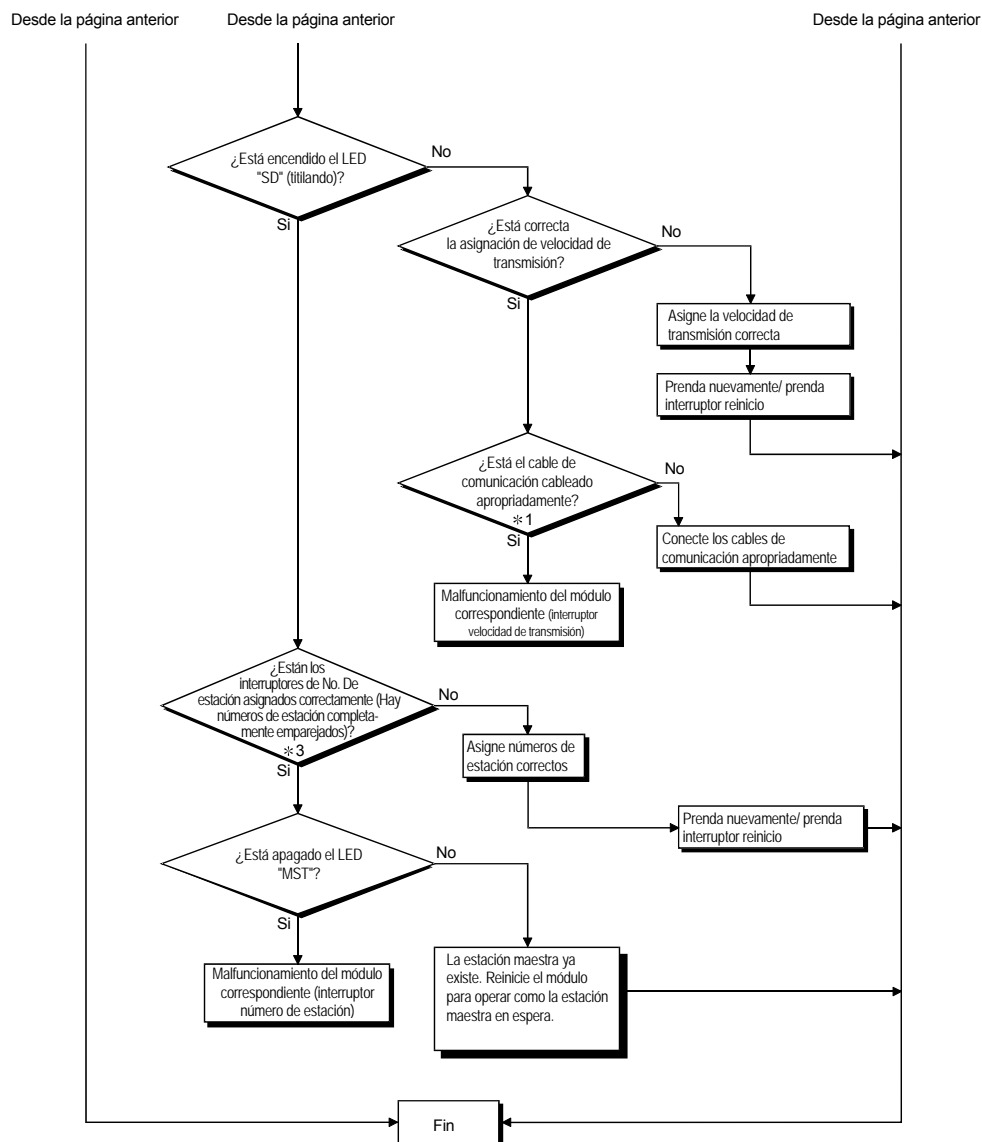 Desde la página anterior
Desde la página anterior
Desde la página anterior
¿Está encendido el LED
"SD" (titilando)?
No
Si
¿Está correcta
la asignación de velocidad de
transmisión?
No
Si
Asigne la velocidad de
transmisión correcta
Prenda nuevamente/ prenda
interruptor reinicio
¿Está el cable de
comunicación cableado
apropiadamente?
＊1
No
Si
Conecte los cables de
comunicación apropiadamente
Malfuncionamiento del módulo
correspondiente (interruptor
velocidad de transmisión)
¿Están los
interruptores de No. De
estación asignados correctamente (Hay
números de estación completa-
mente emparejados)?
＊3
No
Si
Asigne números de
estación correctos
Prenda nuevamente/ prenda
interruptor reinicio
¿Está apagado el LED
"MST"?
No
Si
Malfuncionamiento del módulo
correspondiente (interruptor
número de estación)
La estación maestra ya
existe. Reinicie el módulo
para operar como la estación
maestra en espera.
Fin